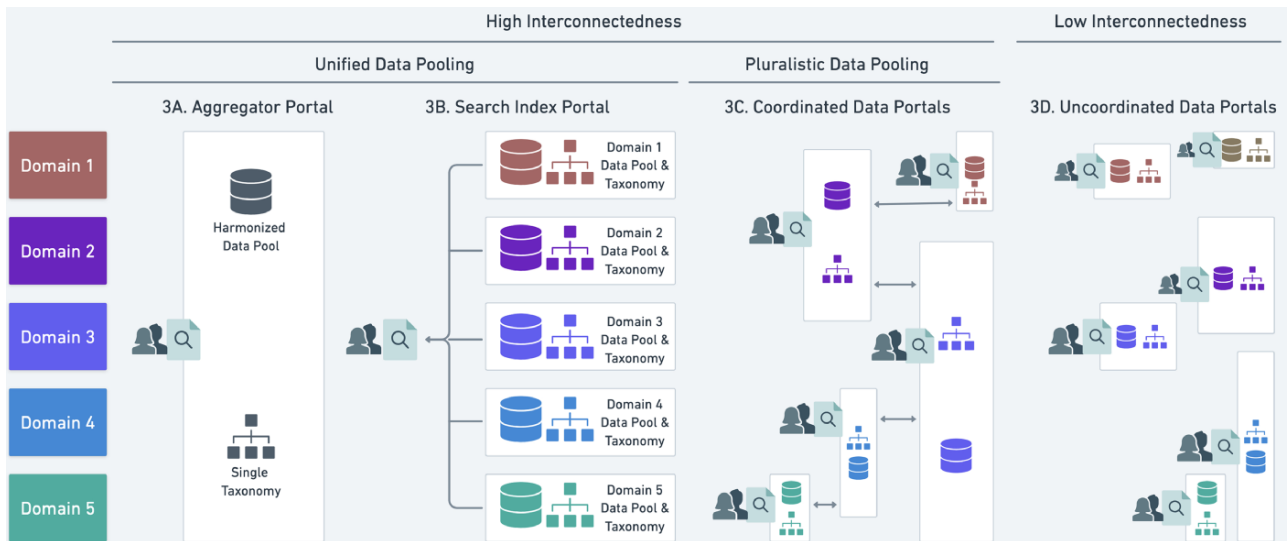 High Interconnectedness
Low Interconnectedness
Unified Data Pooling
Pluralistic Data Pooling
3A. Aggregator Portal
3B. Search Index Portal
3C. Coordinated Data Portals
3D. Uncoordinated Data Portals
Domain 1
Domain 2
Domain 3
Domain 4
Domain 5
Harmonized
Data Pool
Single
Taxonomy
Domain 1
Data Pool &
Taxonomy
Domain 2
Data Pool &
Taxonomy
Domain 3
Data Pool &
Taxonomy
Domain 4
Data Pool &
Taxonomy
Domain 5
Data Pool &
Taxonomy